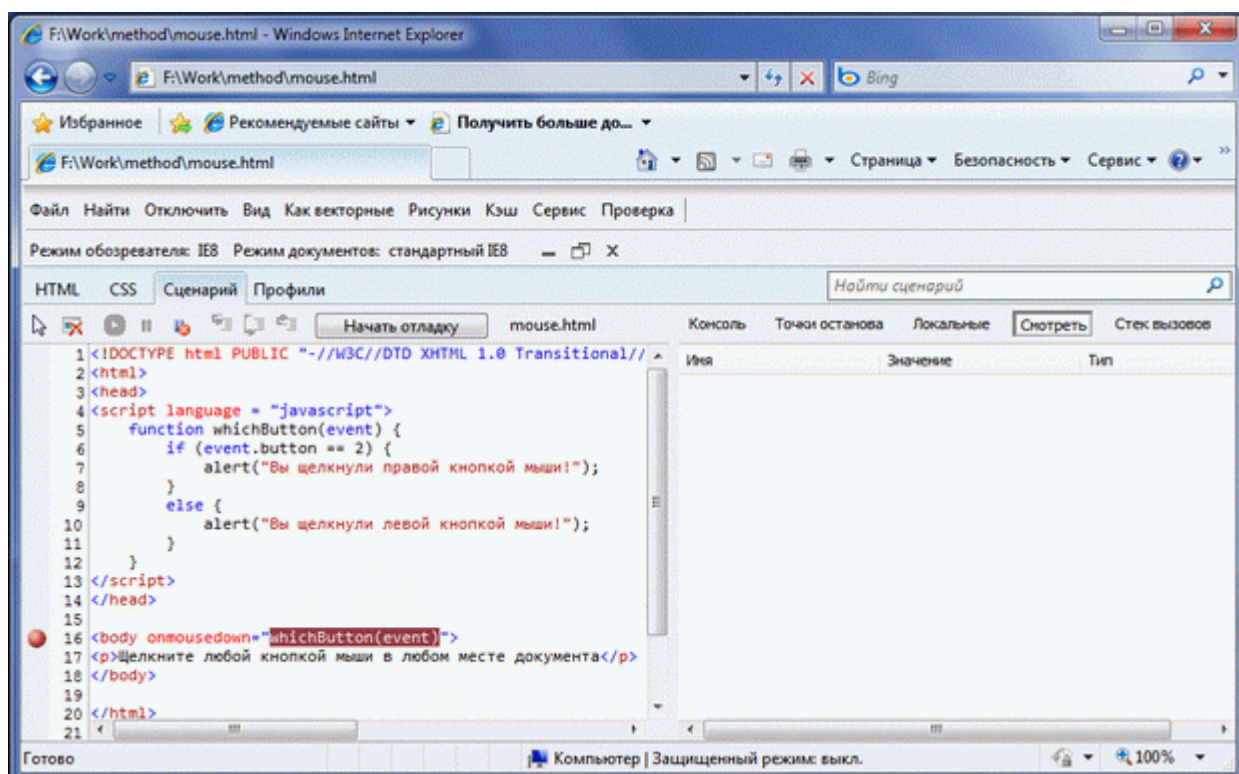 F:\Work\method\mouse.html - Windows Internet Explorer
F:\Work\method\mouse.html Bing
Избранное Рекомендуемые сайты Получить больше до...
F:\Work\method\mouse.html Страница Безопасность Сервис
Файл Найти Отключить Вид Как векторные Рисунки Кэш Сервис Проверка
Режим обозревателя: IE8 Режим документов: стандартный IE8
HTML CSS Сценарий Профили Найти сценарий
Начать отладку mouse.html Консоль Точки останова Локальные Смотреть Стек вызовов
Имя Значение Тип
1 <!DOCTYPE html PUBLIC "-//W3C//DTD XHTML 1.0 Transitional//
2 <html>
3 <head>
4 <script language = "javascript">
5 function whichButton(event) {
6 if (event.button == 2) {
7 alert("Вы щелкнули правой кнопкой мыши!");
8 }
9 else {
10 alert("Вы щелкнули левой кнопкой мыши!");
11 }
12 }
13 </script>
14 </head>
15
16 <body onmousedown="whichButton(event)">
17 <p>Щелкните любой кнопкой мыши в любом месте документа</p>
18 </body>
19
20 </html>
21
Готово Компьютер | Защищенный режим: выкл. 100%